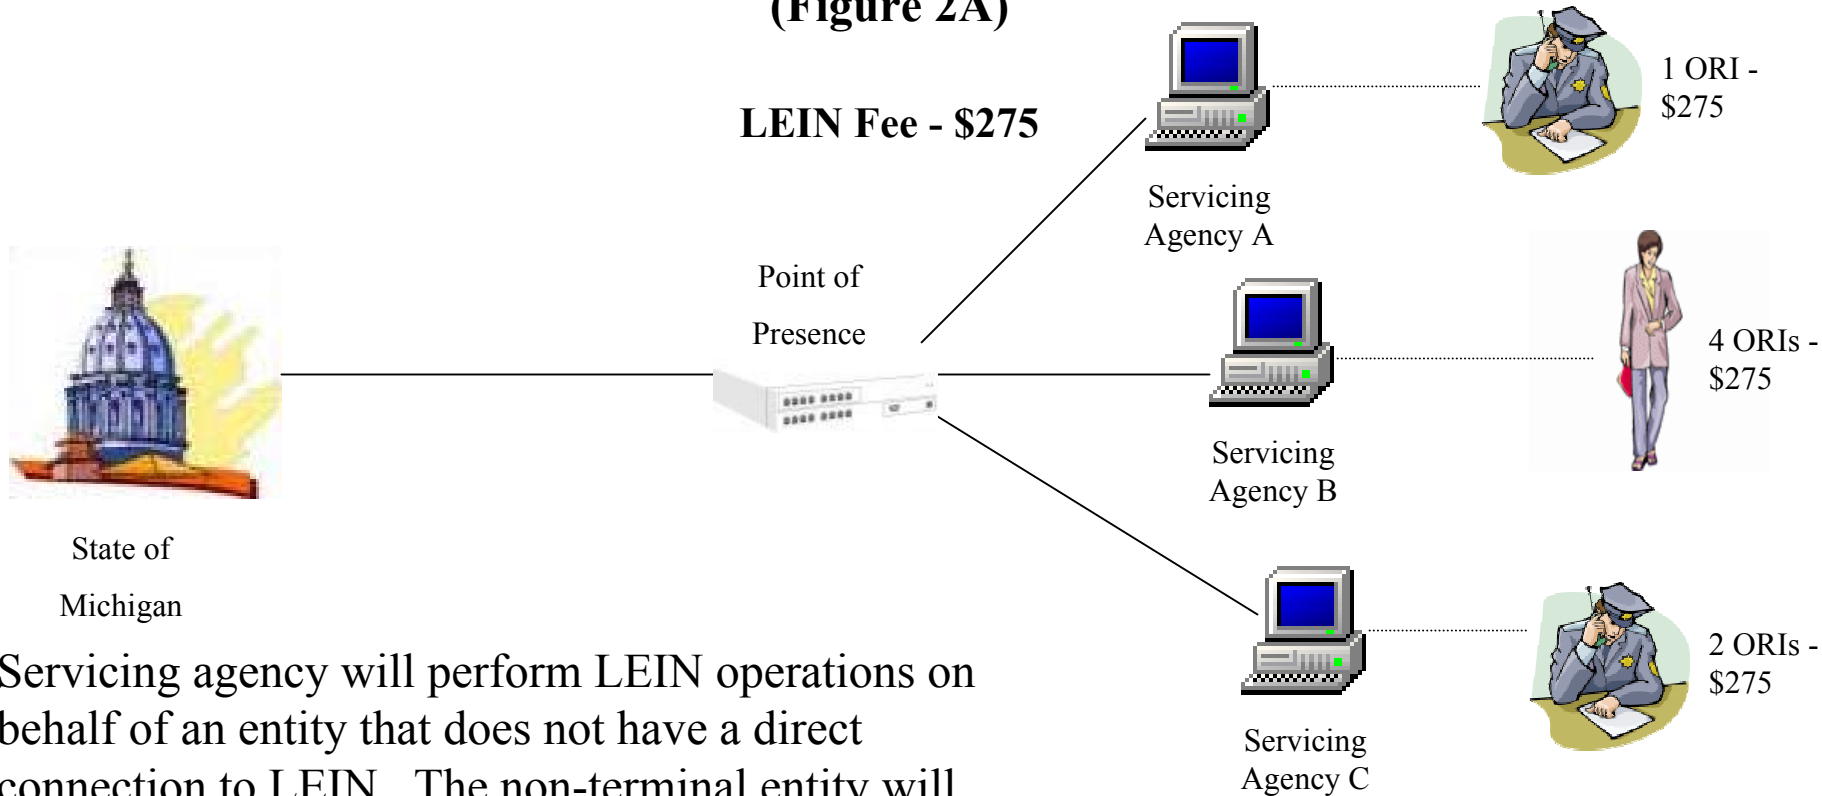 (Figure 2A)
LEIN Fee - $275
1 ORI -
$275
Servicing
Agency A
Point of
Presence
4 ORIs -
$275
Servicing
Agency B
State of
Michigan
2 ORIs -
$275
Servicing
Agency C
Servicing agency will perform LEIN operations on
behalf of an entity that does not have a direct
connection to LEIN. The non-terminal entity will